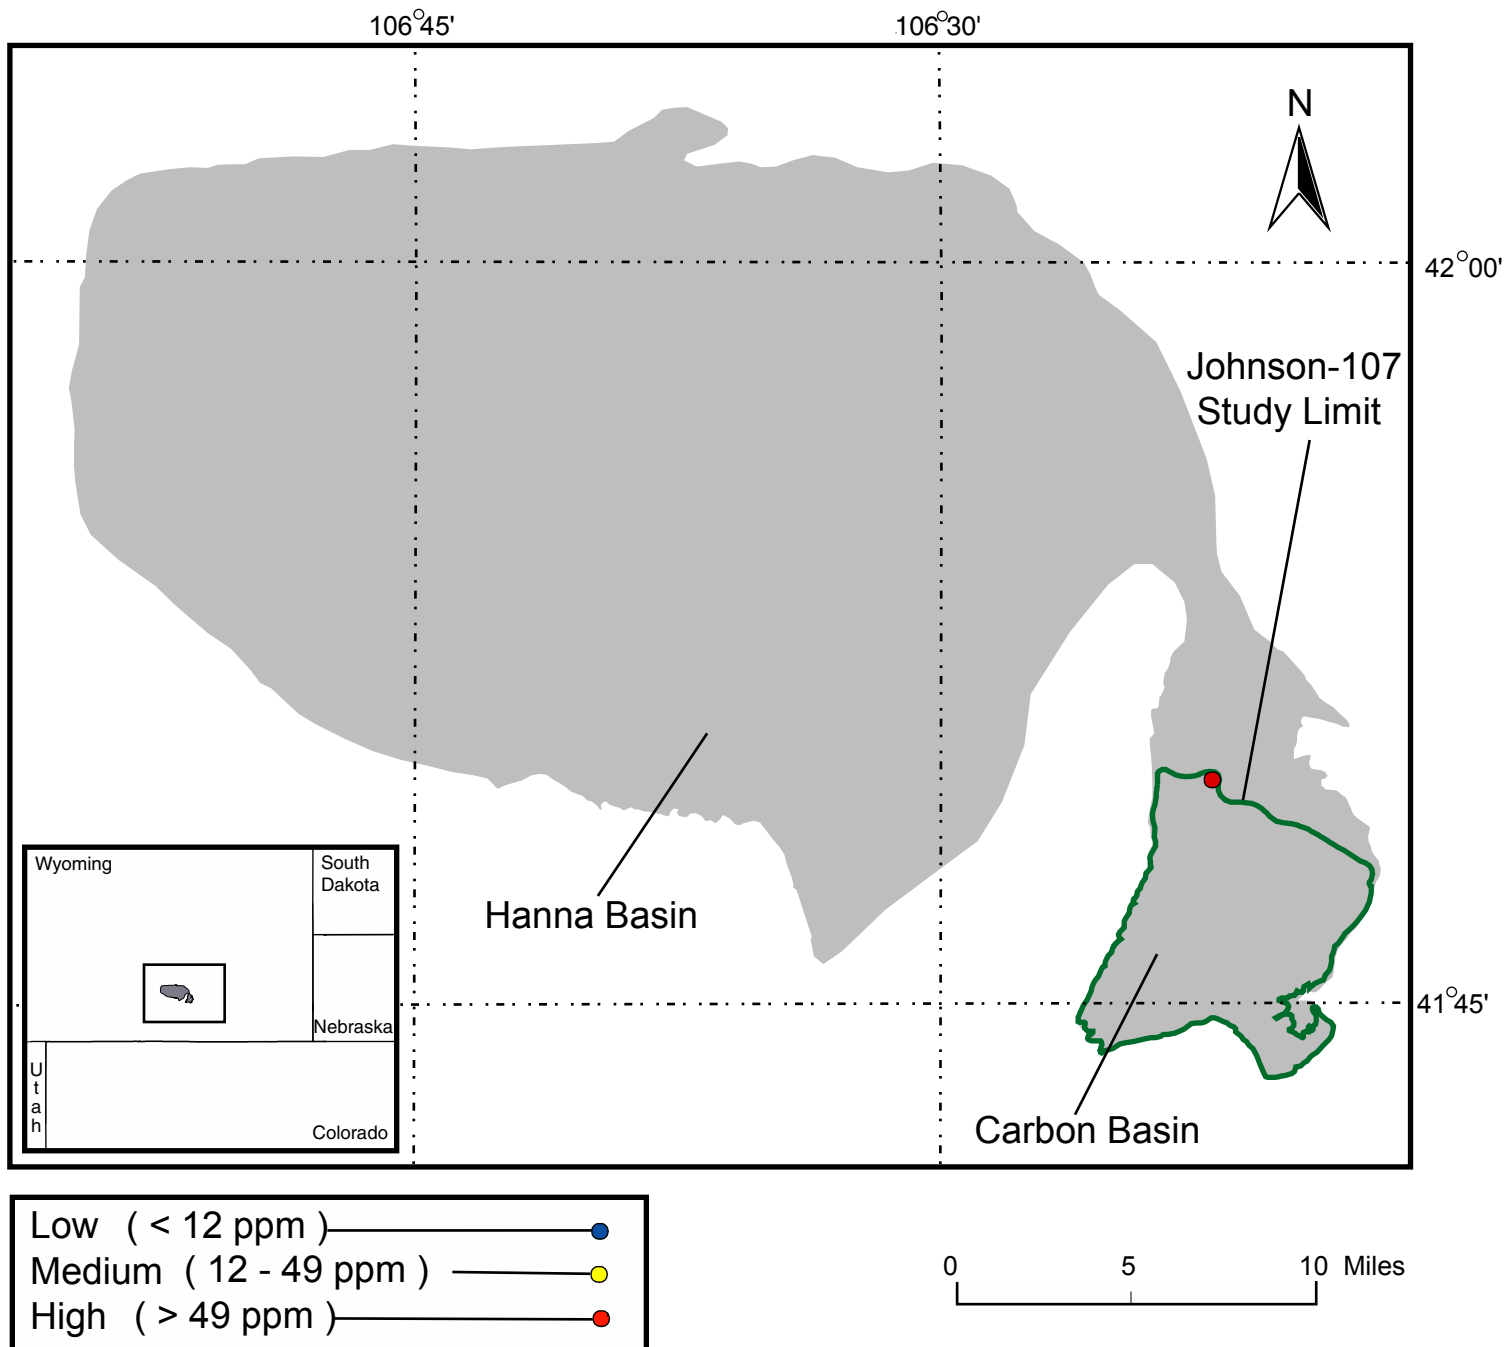 106°45'
106°30'
N
42°00'
Johnson-107
Study Limit
Hanna Basin
Wyoming
South
Dakota
Nebraska
Utah
Colorado
41°45'
Carbon Basin
Low ( < 12 ppm )
Medium ( 12 - 49 ppm )
High ( > 49 ppm )
0 5 10 Miles